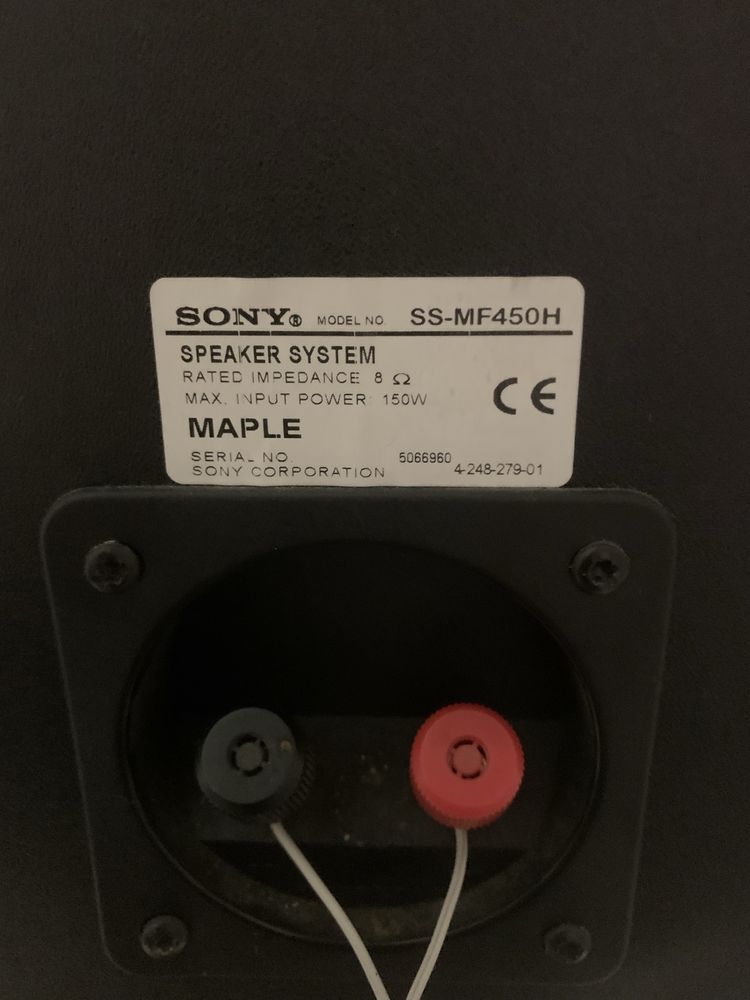 SONY® MODEL NO. SS-MF450H
SPEAKER SYSTEM
RATED IMPEDANCE 8 Ω
MAX. INPUT POWER: 150W
CE
MAPLE
SERIAL NO. 5066960
SONY CORPORATION 4-248-279-01